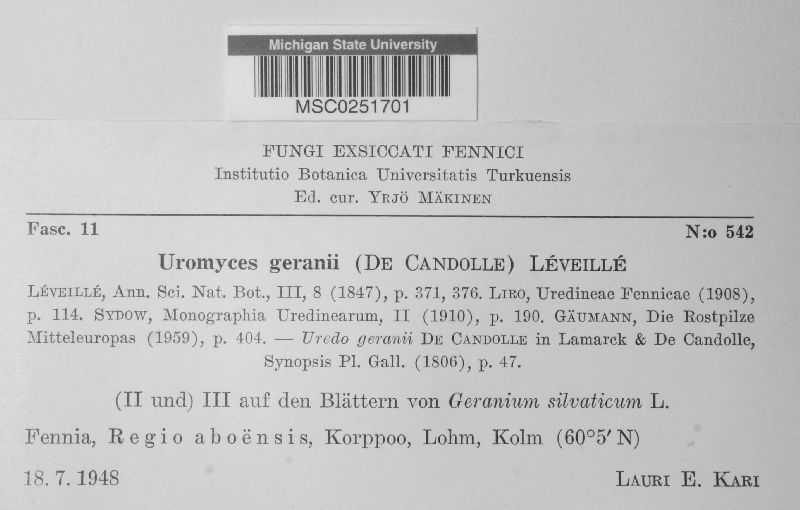 Michigan State University
MSC0251701
FUNGI EXSICCATI FENNICI
Institutio Botanica Universitatis Turkuensis
Ed. cur. YRJÖ MÄKINEN
Fasc. 11 N:o 542
Uromyces geranii (DE CANDOLLE) LÉVEILLÉ
LÉVEILLÉ, Ann. Sci. Nat. Bot., III, 8 (1847), p. 371, 376. LIRO, Uredineae Fennicae (1908),
p. 114. SYDOW, Monographia Uredinearum, II (1910), p. 190. GÄUMANN, Die Rostpilze
Mitteleuropas (1959), p. 404. — Uredo geranii DE CANDOLLE in Lamarck & De Candolle,
Synopsis Pl. Gall. (1806), p. 47.
(II und) III auf den Blättern von Geranium silvaticum L.
Fennia, Regio aboënsis, Korppoo, Lohm, Kolm (60°5′ N)
18. 7. 1948 LAURI E. KARI